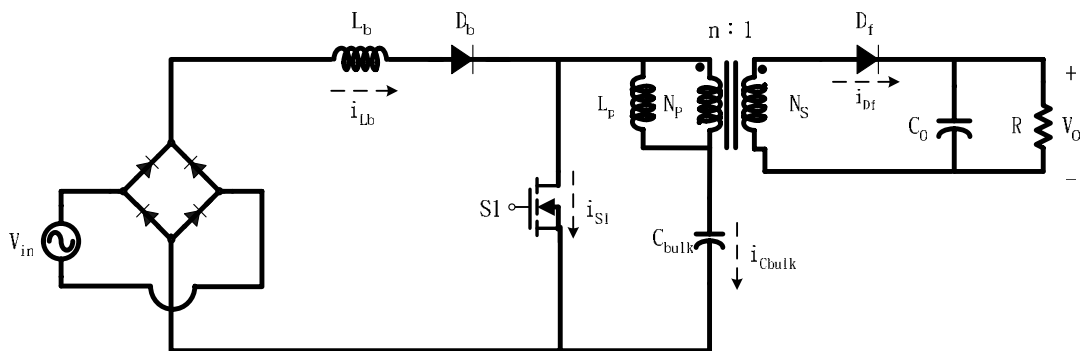 L_b
D_b
n : 1
D_f
i_Lb
L_p
N_P
N_S
i_Df
C_O
R
+
V_O
-
S1
i_S1
V_in
C_bulk
i_Cbulk